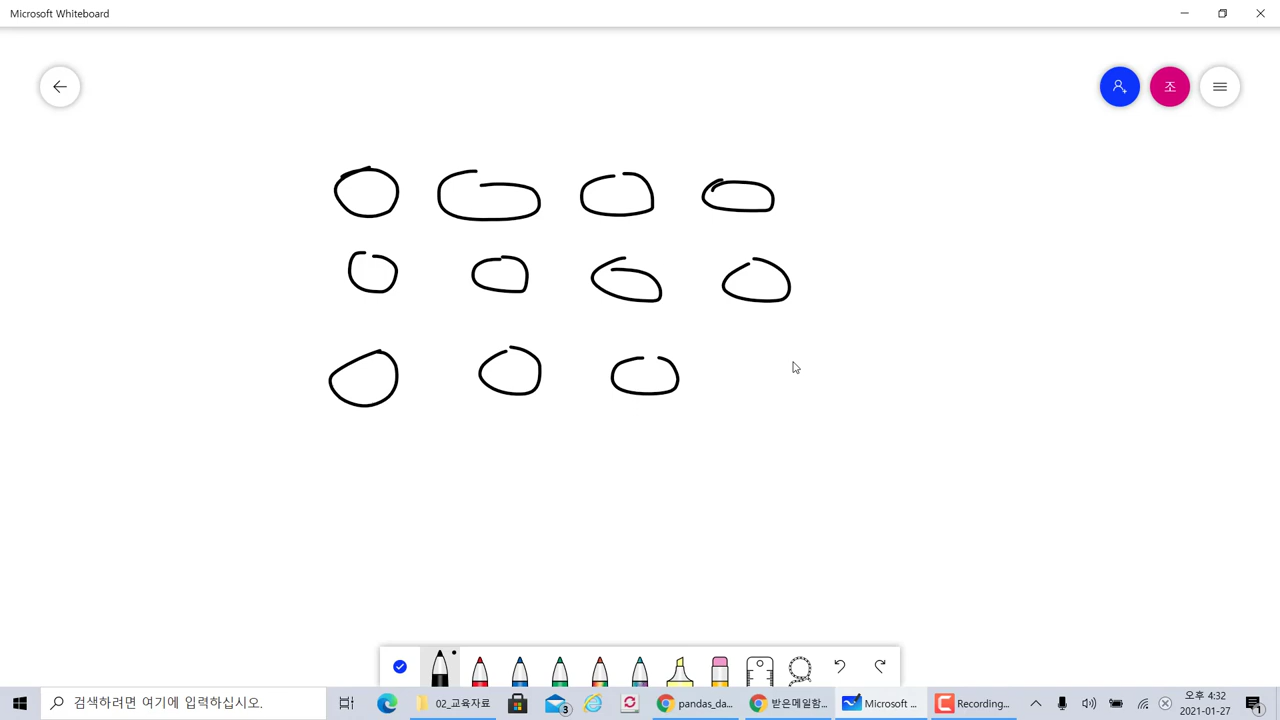 Microsoft Whiteboard
조
검색하려면 여기에 입력하십시오.
02_교육자료
3
pandas_da...
받은메일함...
Microsoft ...
Recording...
오후 4:32
2021-01-27
1